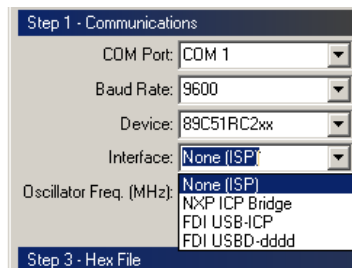 Step 1 - Communications
COM Port: COM 1
Baud Rate: 9600
Device: 89C51RC2xx
Interface: None (ISP)
None (ISP)
Oscillator Freq. (MHz):
NXP ICP Bridge
FDI USB-ICP
FDI USBD-dddd
Step 3 - Hex File